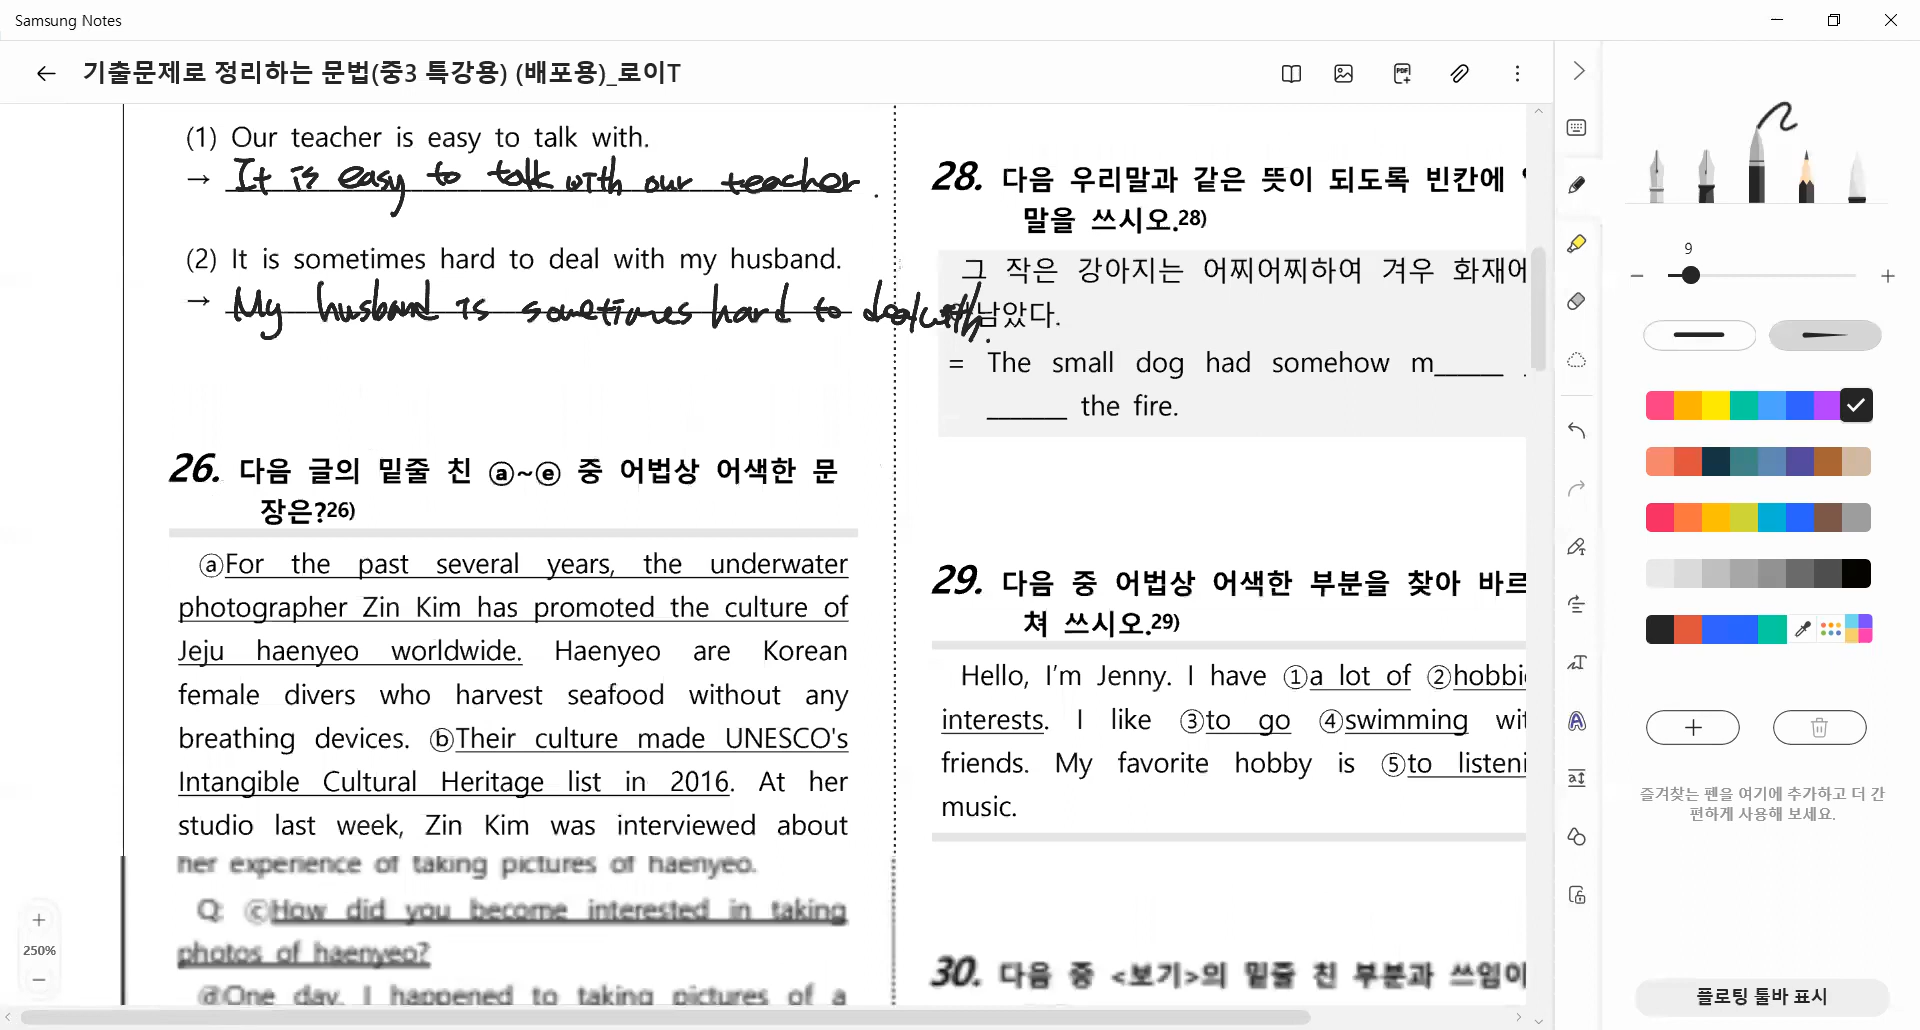 Samsung Notes
기출문제로 정리하는 문법(중3 특강용) (배포용)_로이T
(1) Our teacher is easy to talk with.
→ It is easy to talk with our teacher.
(2) It is sometimes hard to deal with my husband.
→ My husband is sometimes hard to deal with.
26. 다음 글의 밑줄 친 ⓐ~ⓔ 중 어법상 어색한 문
장은?26)
ⓐFor the past several years, the underwater
photographer Zin Kim has promoted the culture of
Jeju haenyeo worldwide. Haenyeo are Korean
female divers who harvest seafood without any
breathing devices. ⓑTheir culture made UNESCO's
Intangible Cultural Heritage list in 2016. At her
studio last week, Zin Kim was interviewed about
her experience of taking pictures of haenyeo.
Q: ⓒHow did you become interested in taking
photos of haenyeo?
ⓓOne day, I happened to taking pictures of a
28. 다음 우리말과 같은 뜻이 되도록 빈칸에
말을 쓰시오.28)
그 작은 강아지는 어찌어찌하여 겨우 화재에
남았다.
= The small dog had somehow m_____
_____ the fire.
29. 다음 중 어법상 어색한 부분을 찾아 바르
쳐 쓰시오.29)
Hello, I'm Jenny. I have ①a lot of ②hobbi
interests. I like ③to go ④swimming wit
friends. My favorite hobby is ⑤to listeni
music.
30. 다음 중 <보기>의 밑줄 친 부분과 쓰임이
9
250%
즐겨찾는 펜을 여기에 추가하고 더 간
편하게 사용해 보세요.
플로팅 툴바 표시